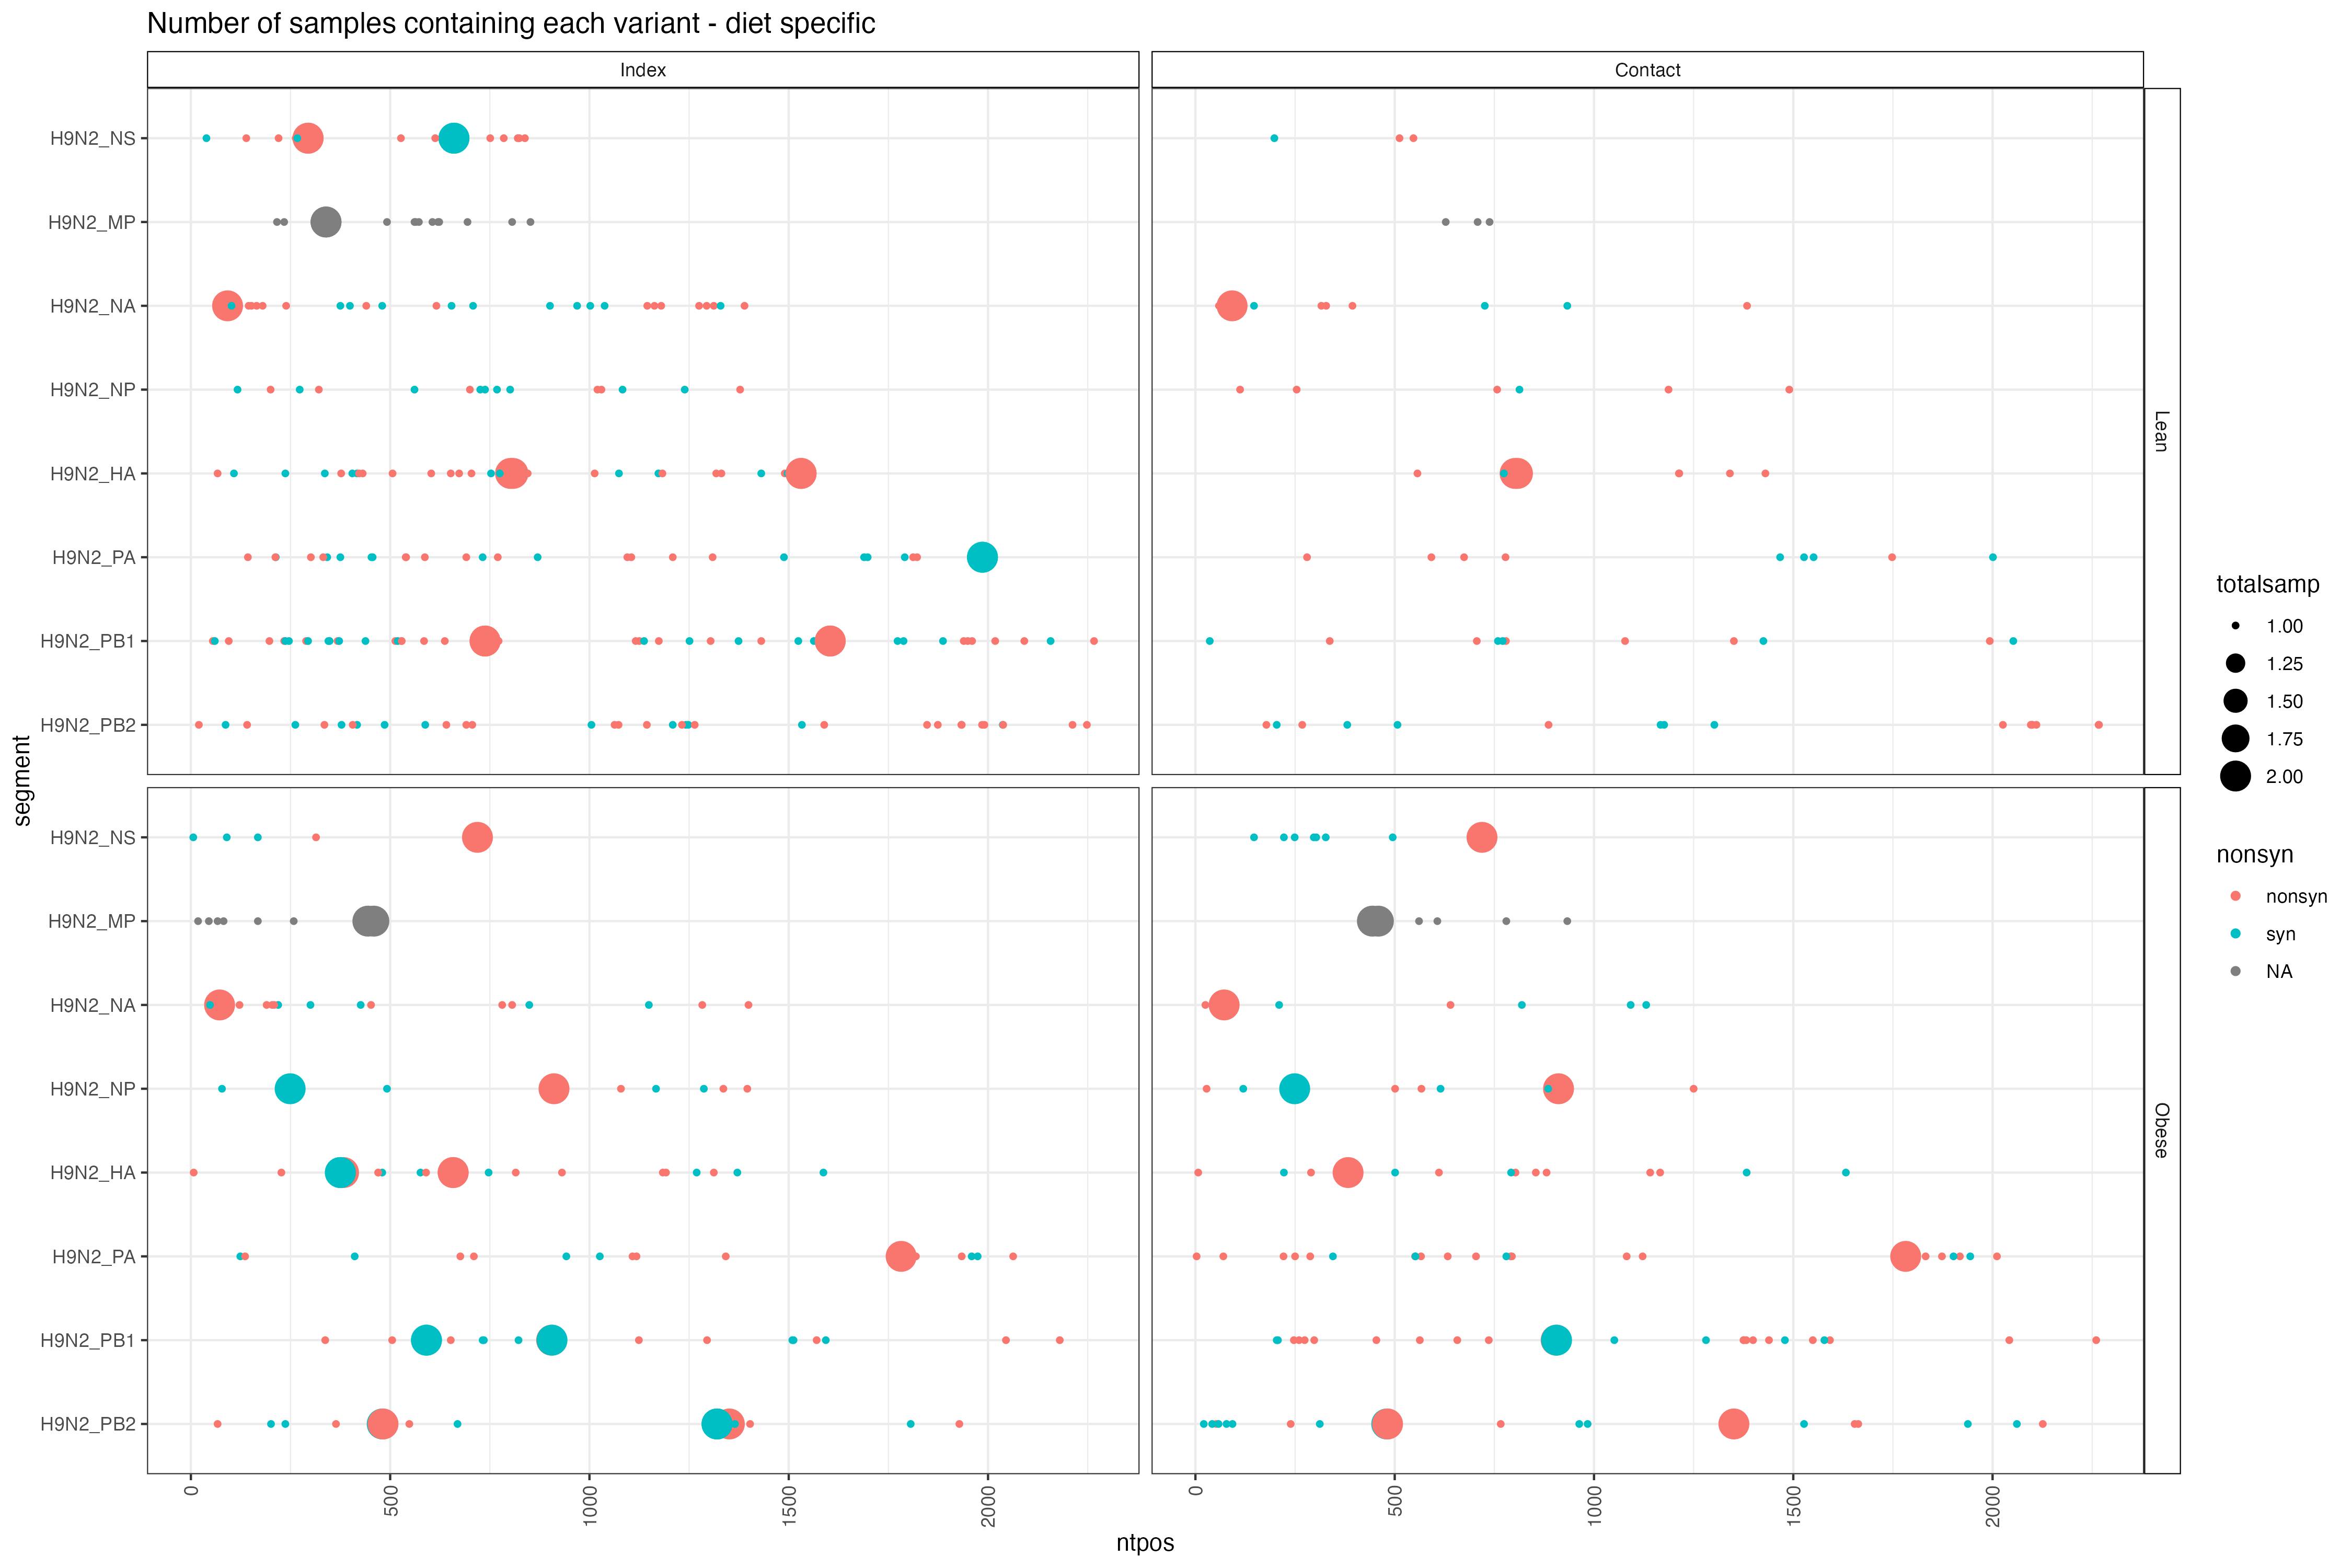 Number of samples containing each variant - diet specific
Index
Contact
H9N2_NS
H9N2_MP
H9N2_NA
H9N2_NP
H9N2_HA
H9N2_PA
H9N2_PB1
H9N2_PB2
Lean
H9N2_NS
H9N2_MP
H9N2_NA
H9N2_NP
H9N2_HA
H9N2_PA
H9N2_PB1
H9N2_PB2
Obese
segment
0
500
1000
1500
2000
0
500
1000
1500
2000
ntpos
totalsamp
1.00
1.25
1.50
1.75
2.00
nonsyn
nonsyn
syn
NA